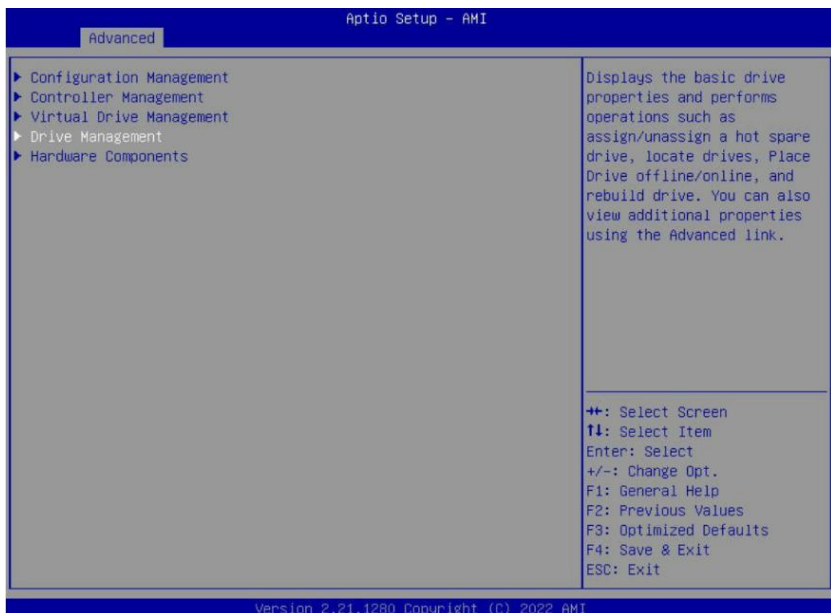 Aptio Setup - AMI
Advanced
Configuration Management
Controller Management
Virtual Drive Management
Drive Management
Hardware Components
Displays the basic drive
properties and performs
operations such as
assign/unassign a hot spare
drive, locate drives, Place
Drive offline/online, and
rebuild drive. You can also
view additional properties
using the Advanced link.
→←: Select Screen
↑↓: Select Item
Enter: Select
+/-: Change Opt.
F1: General Help
F2: Previous Values
F3: Optimized Defaults
F4: Save & Exit
ESC: Exit
Version 2.21.1280 Copyright (C) 2022 AMI